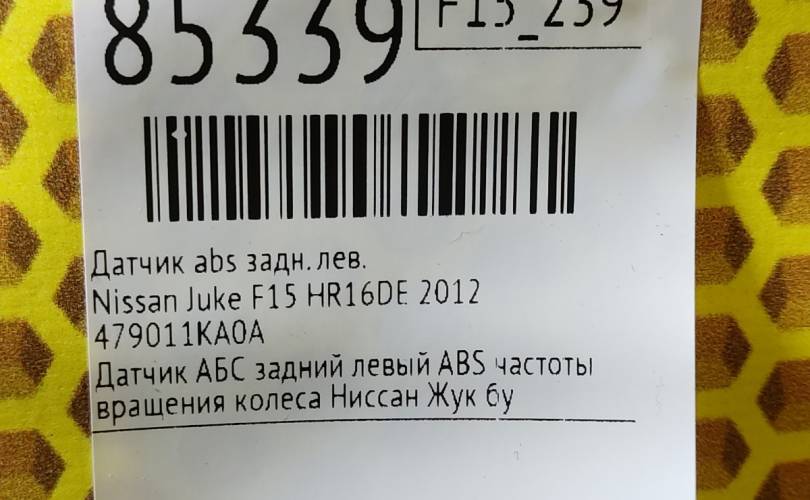 85339
F15_239
Датчик abs задн.лев.
Nissan Juke F15 HR16DE 2012
479011KA0A
Датчик АБС задний левый ABS частоты
вращения колеса Ниссан Жук бу